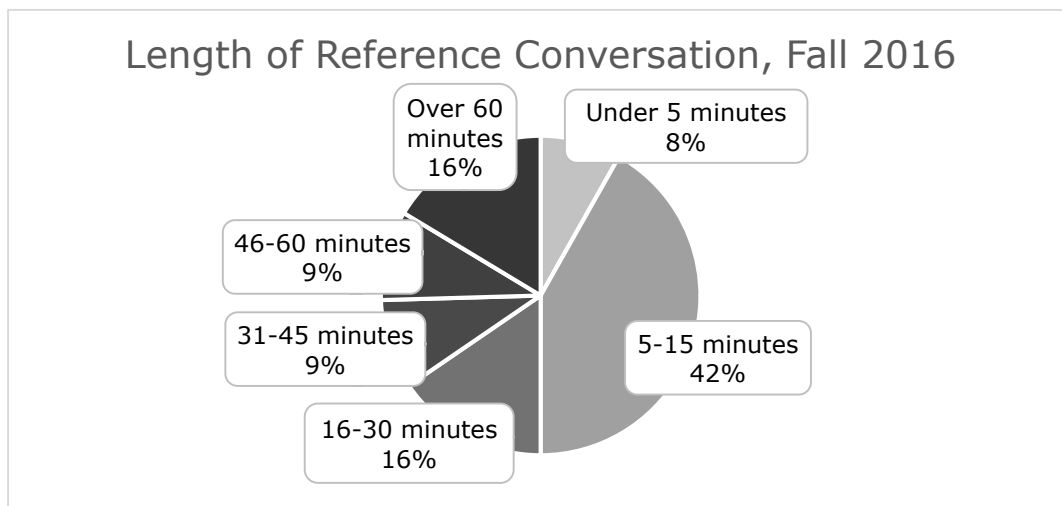 Length of Reference Conversation, Fall 2016
Under 5 minutes
8%
5-15 minutes
42%
16-30 minutes
16%
31-45 minutes
9%
46-60 minutes
9%
Over 60
minutes
16%